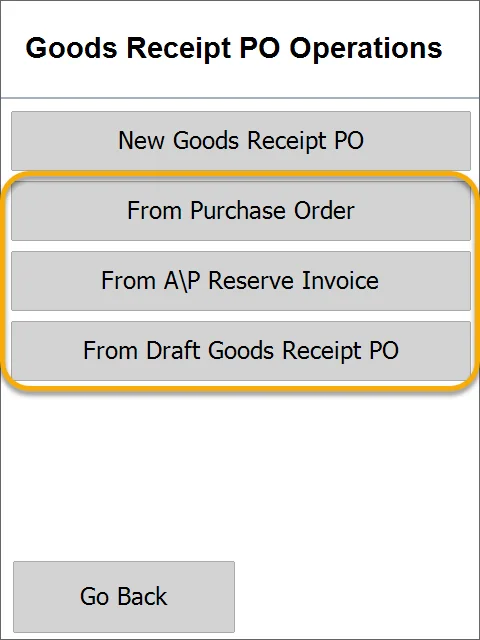 Goods Receipt PO Operations
New Goods Receipt PO
From Purchase Order
From A\P Reserve Invoice
From Draft Goods Receipt PO
Go Back